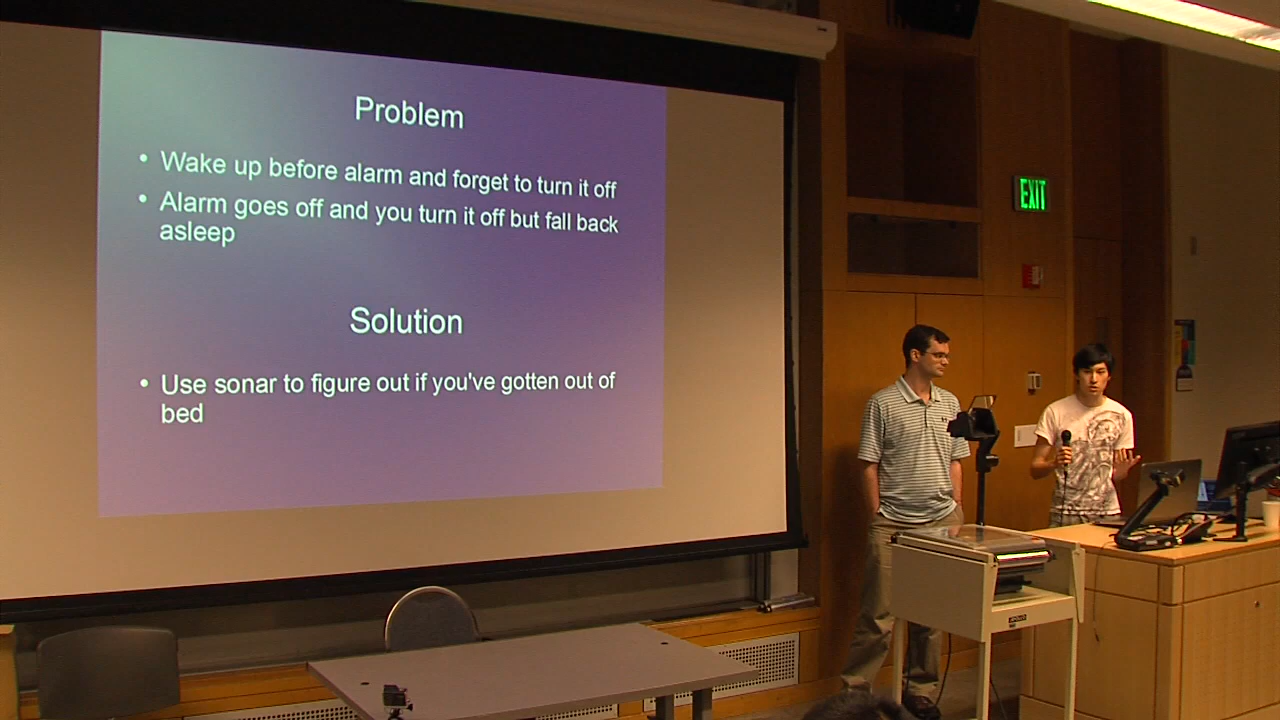 Problem
• Wake up before alarm and forget to turn it off
• Alarm goes off and you turn it off but fall back
asleep
Solution
• Use sonar to figure out if you've gotten out of
bed
EXIT